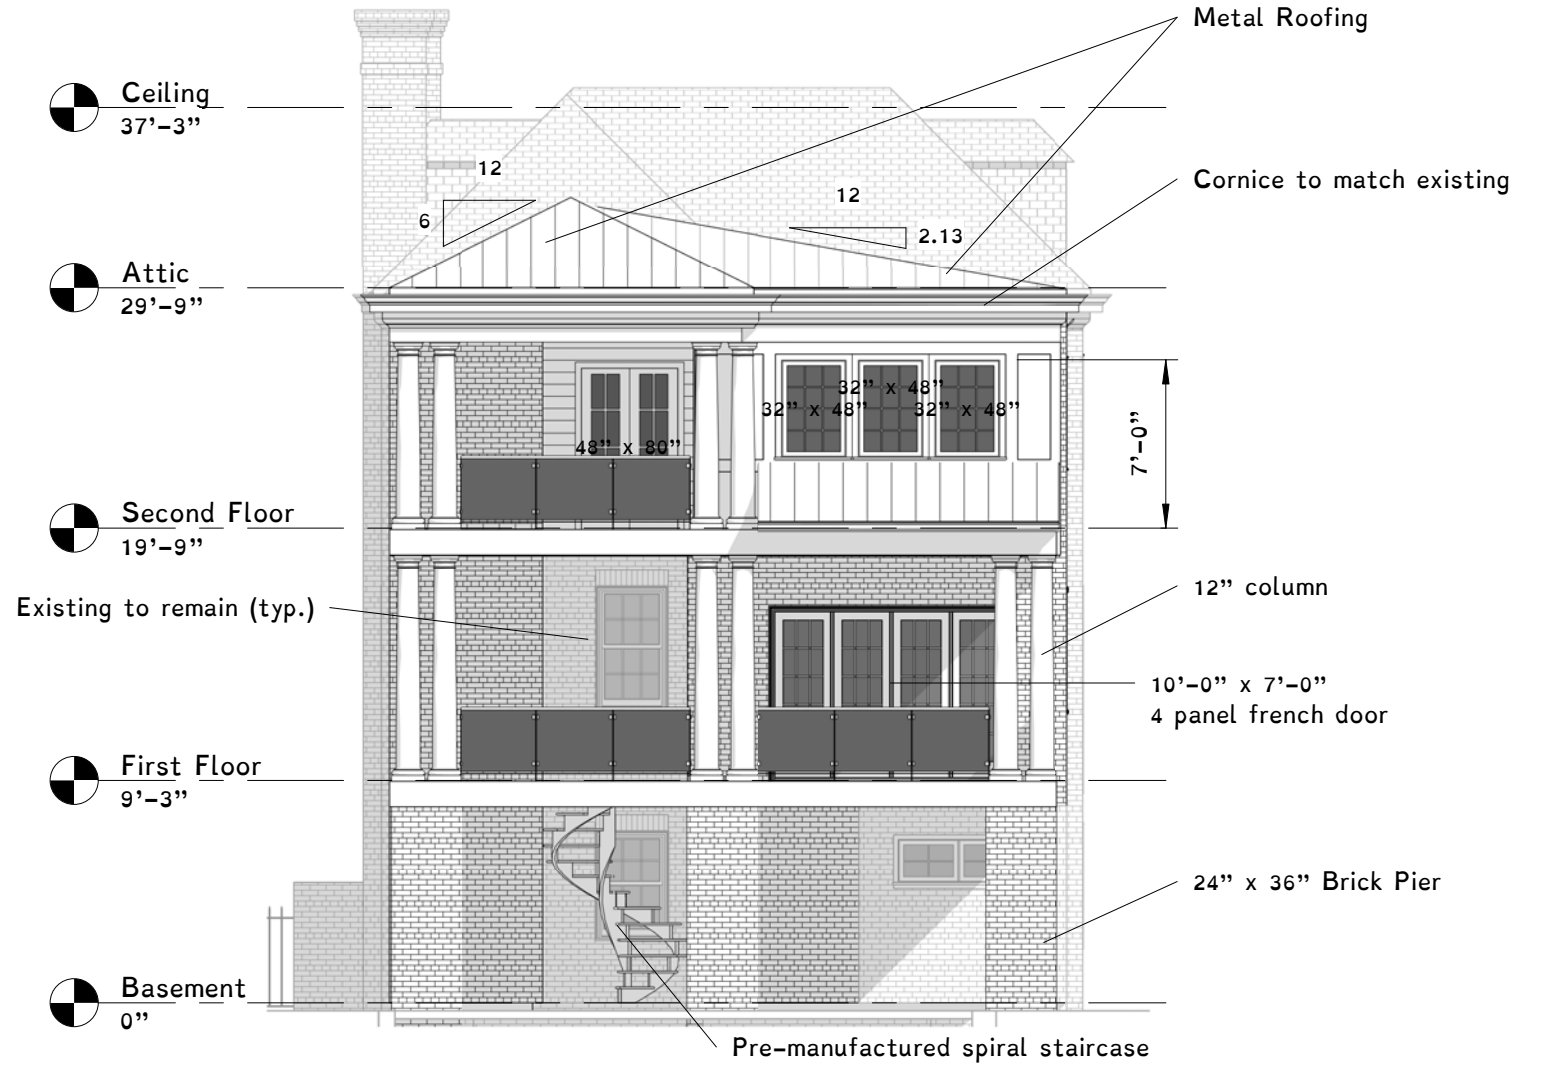 Metal Roofing
Ceiling
37'-3"
12
6
12
2.13
Cornice to match existing
Attic
29'-9"
32" x 48"
32" x 48"
32" x 48"
48" x 80"
7'-0"
Second Floor
19'-9"
Existing to remain (typ.)
12" column
10'-0" x 7'-0"
4 panel french door
First Floor
9'-3"
24" x 36" Brick Pier
Basement
0"
Pre-manufactured spiral staircase